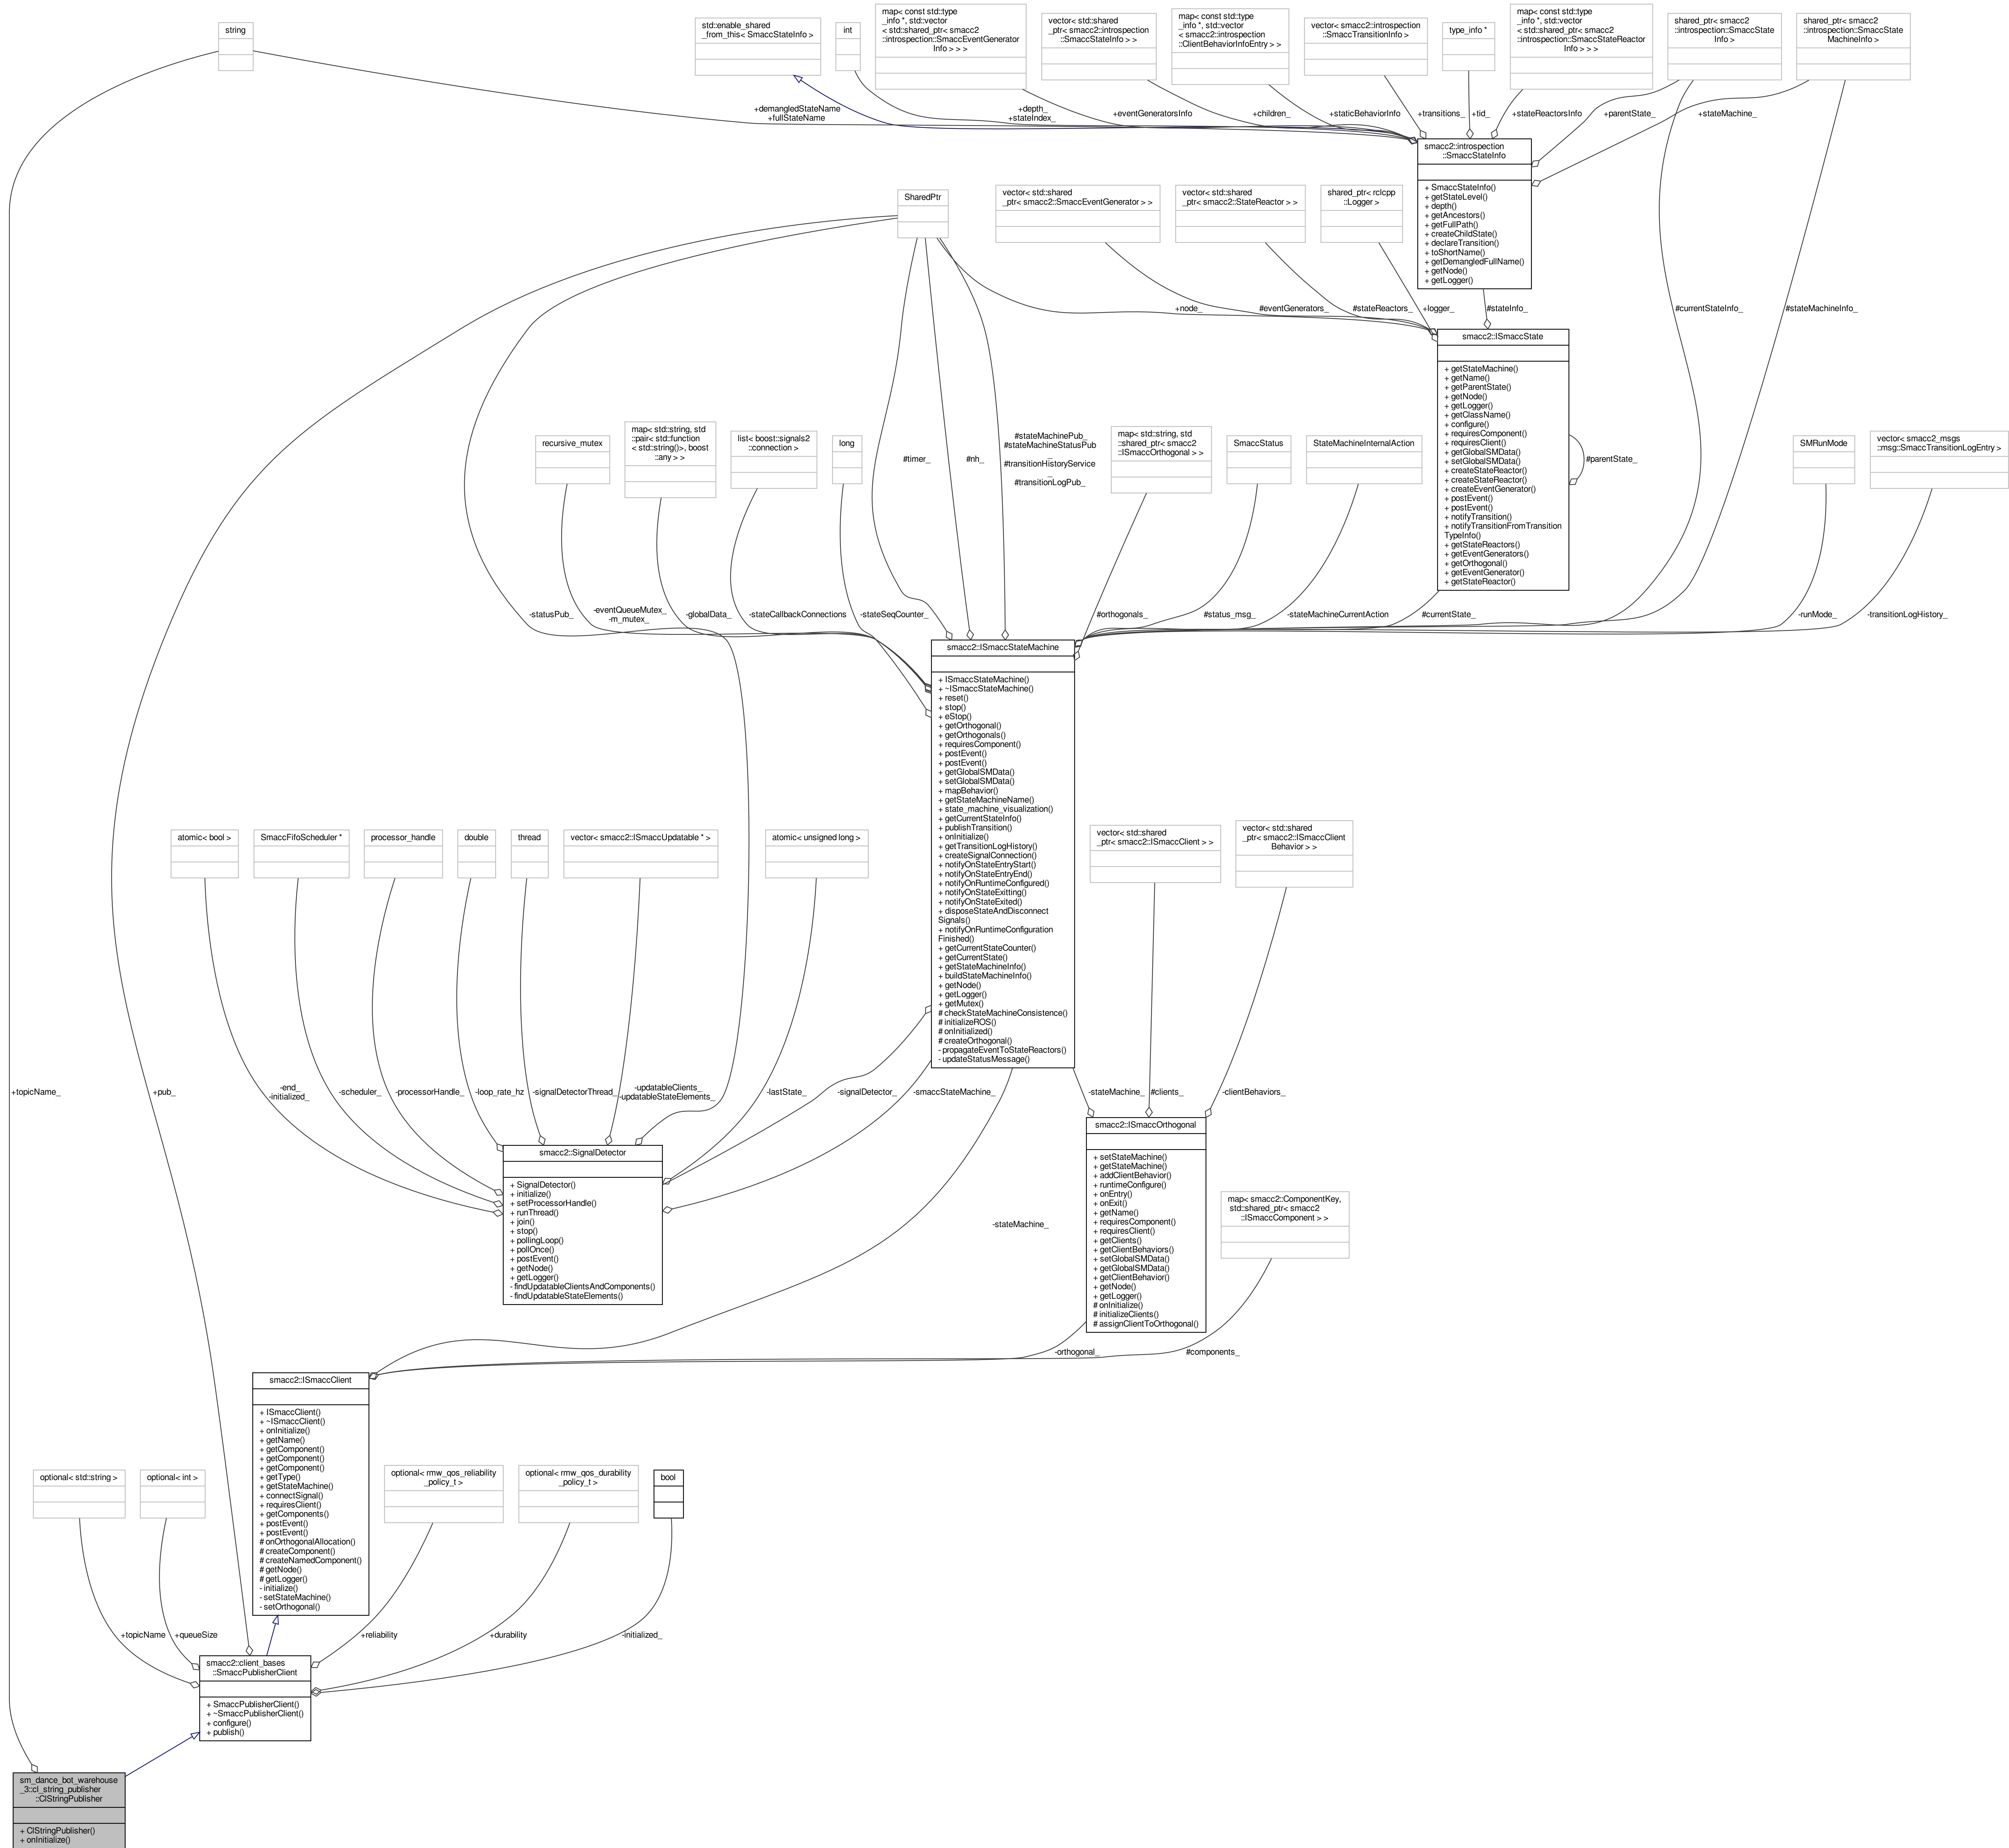 string
std::enable_shared
_from_this< SmaccStateInfo >
int
map< const std::type
_info *, std::vector
< std::shared_ptr< smacc2
::introspection::SmaccEventGenerator
Info > > >
vector< std::shared
_ptr< smacc2::introspection
::SmaccStateInfo > >
map< const std::type
_info *, std::vector
< smacc2::introspection
::ClientBehaviorInfoEntry > >
vector< smacc2::introspection
::SmaccTransitionInfo >
type_info *
map< const std::type
_info *, std::vector
< std::shared_ptr< smacc2
::introspection::SmaccStateReactor
Info > > >
shared_ptr< smacc2
::introspection::SmaccState
Info >
shared_ptr< smacc2
::introspection::SmaccState
MachineInfo >
+demangledStateName
+fullStateName
+depth_
+stateIndex_
+eventGeneratorsInfo
+children_
+staticBehaviorInfo
+transitions_
+tid_
+stateReactorsInfo
+parentState_
+stateMachine_
smacc2::introspection
::SmaccStateInfo
+ SmaccStateInfo()
+ getStateLevel()
+ depth()
+ getAncestors()
+ getFullPath()
+ createChildState()
+ declareTransition()
+ toShortName()
+ getDemangledFullName()
+ getNode()
+ getLogger()
SharedPtr
vector< std::shared
_ptr< smacc2::SmaccEventGenerator > >
vector< std::shared
_ptr< smacc2::StateReactor > >
shared_ptr< rclcpp
::Logger >
+node_
#eventGenerators_
#stateReactors_
+logger_
#stateInfo_
#currentStateInfo_
#stateMachineInfo_
smacc2::ISmaccState
+ getStateMachine()
+ getName()
+ getParentState()
+ getNode()
+ getLogger()
+ getClassName()
+ configure()
+ requiresComponent()
+ requiresClient()
+ getGlobalSMData()
+ setGlobalSMData()
+ createStateReactor()
+ createStateReactor()
+ createEventGenerator()
+ postEvent()
+ postEvent()
+ notifyTransition()
+ notifyTransitionFromTransition
TypeInfo()
+ getStateReactors()
+ getEventGenerators()
+ getOrthogonal()
+ getEventGenerator()
+ getStateReactor()
#parentState_
recursive_mutex
map< std::string, std
::pair< std::function
< std::string()>, boost
::any > >
list< boost::signals2
::connection >
long
#timer_
#nh_
#stateMachinePub_
#stateMachineStatusPub
_
#transitionHistoryService
_
#transitionLogPub_
map< std::string, std
::shared_ptr< smacc2
::ISmaccOrthogonal > >
SmaccStatus
StateMachineInternalAction
SMRunMode
vector< smacc2_msgs
::msg::SmaccTransitionLogEntry >
-statusPub_
-eventQueueMutex_
-m_mutex_
-globalData_
-stateCallbackConnections
-stateSeqCounter_
#orthogonals_
#status_msg_
-stateMachineCurrentAction
#currentState_
-runMode_
-transitionLogHistory_
smacc2::ISmaccStateMachine
+ ISmaccStateMachine()
+ ~ISmaccStateMachine()
+ reset()
+ stop()
+ eStop()
+ getOrthogonal()
+ getOrthogonals()
+ requiresComponent()
+ postEvent()
+ postEvent()
+ getGlobalSMData()
+ setGlobalSMData()
+ mapBehavior()
+ getStateMachineName()
+ state_machine_visualization()
+ getCurrentStateInfo()
+ publishTransition()
+ onInitialize()
+ getTransitionLogHistory()
+ createSignalConnection()
+ notifyOnStateEntryStart()
+ notifyOnStateEntryEnd()
+ notifyOnRuntimeConfigured()
+ notifyOnStateExitting()
+ notifyOnStateExited()
+ disposeStateAndDisconnect
Signals()
+ notifyOnRuntimeConfiguration
Finished()
+ getCurrentStateCounter()
+ getCurrentState()
+ getStateMachineInfo()
+ buildStateMachineInfo()
+ getNode()
+ getLogger()
+ getMutex()
# checkStateMachineConsistence()
# initializeROS()
# onInitialized()
# createOrthogonal()
- propagateEventToStateReactors()
- updateStatusMessage()
atomic< bool >
SmaccFifoScheduler *
processor_handle
double
thread
vector< smacc2::ISmaccUpdatable * >
atomic< unsigned long >
vector< std::shared
_ptr< smacc2::ISmaccClient > >
vector< std::shared
_ptr< smacc2::ISmaccClient
Behavior > >
+topicName_
+pub_
-end_
-initialized_
-scheduler_
-processorHandle_
-loop_rate_hz
-signalDetectorThread_
-updatableClients_
-updatableStateElements_
-lastState_
-signalDetector_
-smaccStateMachine_
-stateMachine_
#clients_
-clientBehaviors_
smacc2::SignalDetector
+ SignalDetector()
+ initialize()
+ setProcessorHandle()
+ runThread()
+ join()
+ stop()
+ pollingLoop()
+ pollOnce()
+ postEvent()
+ getNode()
+ getLogger()
- findUpdatableClientsAndComponents()
- findUpdatableStateElements()
smacc2::ISmaccOrthogonal
+ setStateMachine()
+ getStateMachine()
+ addClientBehavior()
+ runtimeConfigure()
+ onEntry()
+ onExit()
+ getName()
+ requiresComponent()
+ requiresClient()
+ getClients()
+ getClientBehaviors()
+ setGlobalSMData()
+ getGlobalSMData()
+ getClientBehavior()
+ getNode()
+ getLogger()
# onInitialize()
# initializeClients()
# assignClientToOrthogonal()
map< smacc2::ComponentKey,
std::shared_ptr< smacc2
::ISmaccComponent > >
-stateMachine_
-orthogonal_
#components_
smacc2::ISmaccClient
+ ISmaccClient()
+ ~ISmaccClient()
+ onInitialize()
+ getName()
+ getComponent()
+ getComponent()
+ getComponent()
+ getType()
+ getStateMachine()
+ connectSignal()
+ requiresClient()
+ getComponents()
+ postEvent()
+ postEvent()
# onOrthogonalAllocation()
# createComponent()
# createNamedComponent()
# getNode()
# getLogger()
- initialize()
- setStateMachine()
- setOrthogonal()
optional< std::string >
optional< int >
optional< rmw_qos_reliability
_policy_t >
optional< rmw_qos_durability
_policy_t >
bool
+topicName
+queueSize
+reliability
+durability
-initialized_
smacc2::client_bases
::SmaccPublisherClient
+ SmaccPublisherClient()
+ ~SmaccPublisherClient()
+ configure()
+ publish()
sm_dance_bot_warehouse
_3::cl_string_publisher
::ClStringPublisher
+ ClStringPublisher()
+ onInitialize()